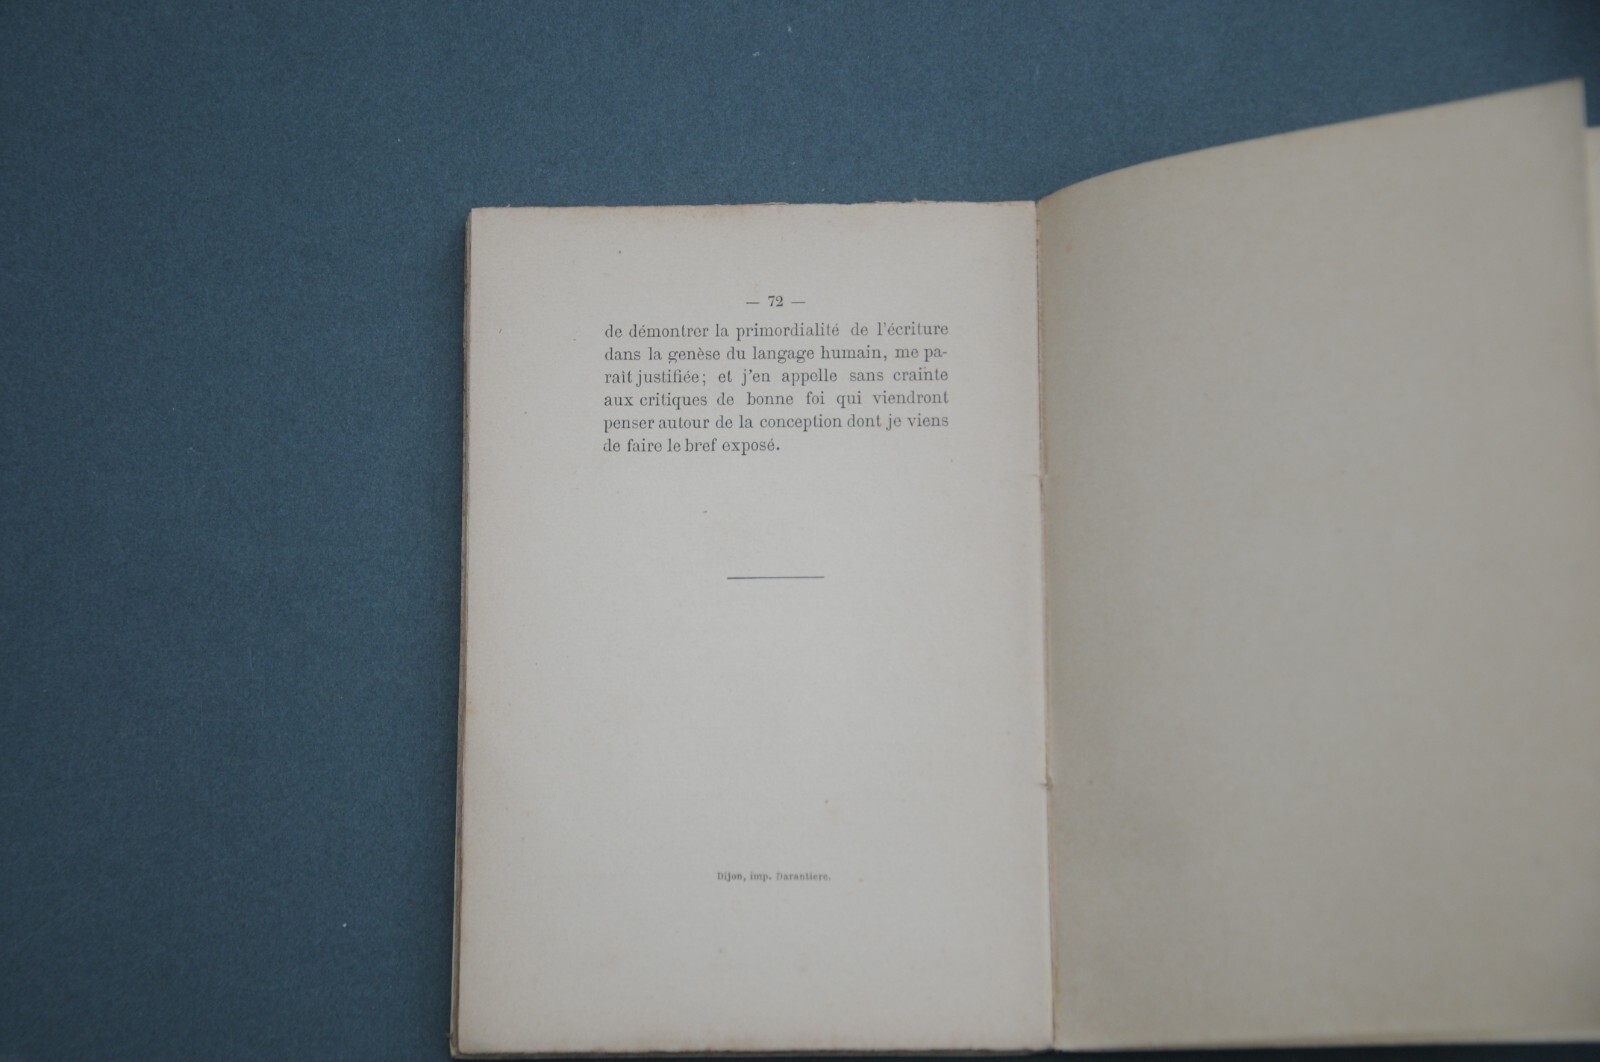 — 72 —
de démontrer la primordialité de l'écriture
dans la genèse du langage humain, me pa-
raît justifiée; et j'en appelle sans crainte
aux critiques de bonne foi qui viendront
penser autour de la conception dont je viens
de faire le bref exposé.
Dijon, imp. Darantiere.